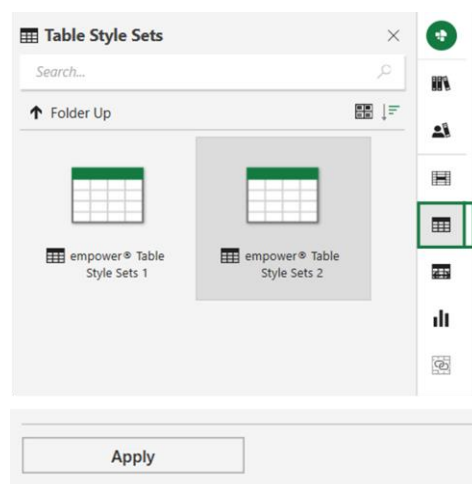 Table Style Sets
Search...
Folder Up
empower® Table
Style Sets 1
empower® Table
Style Sets 2
Apply